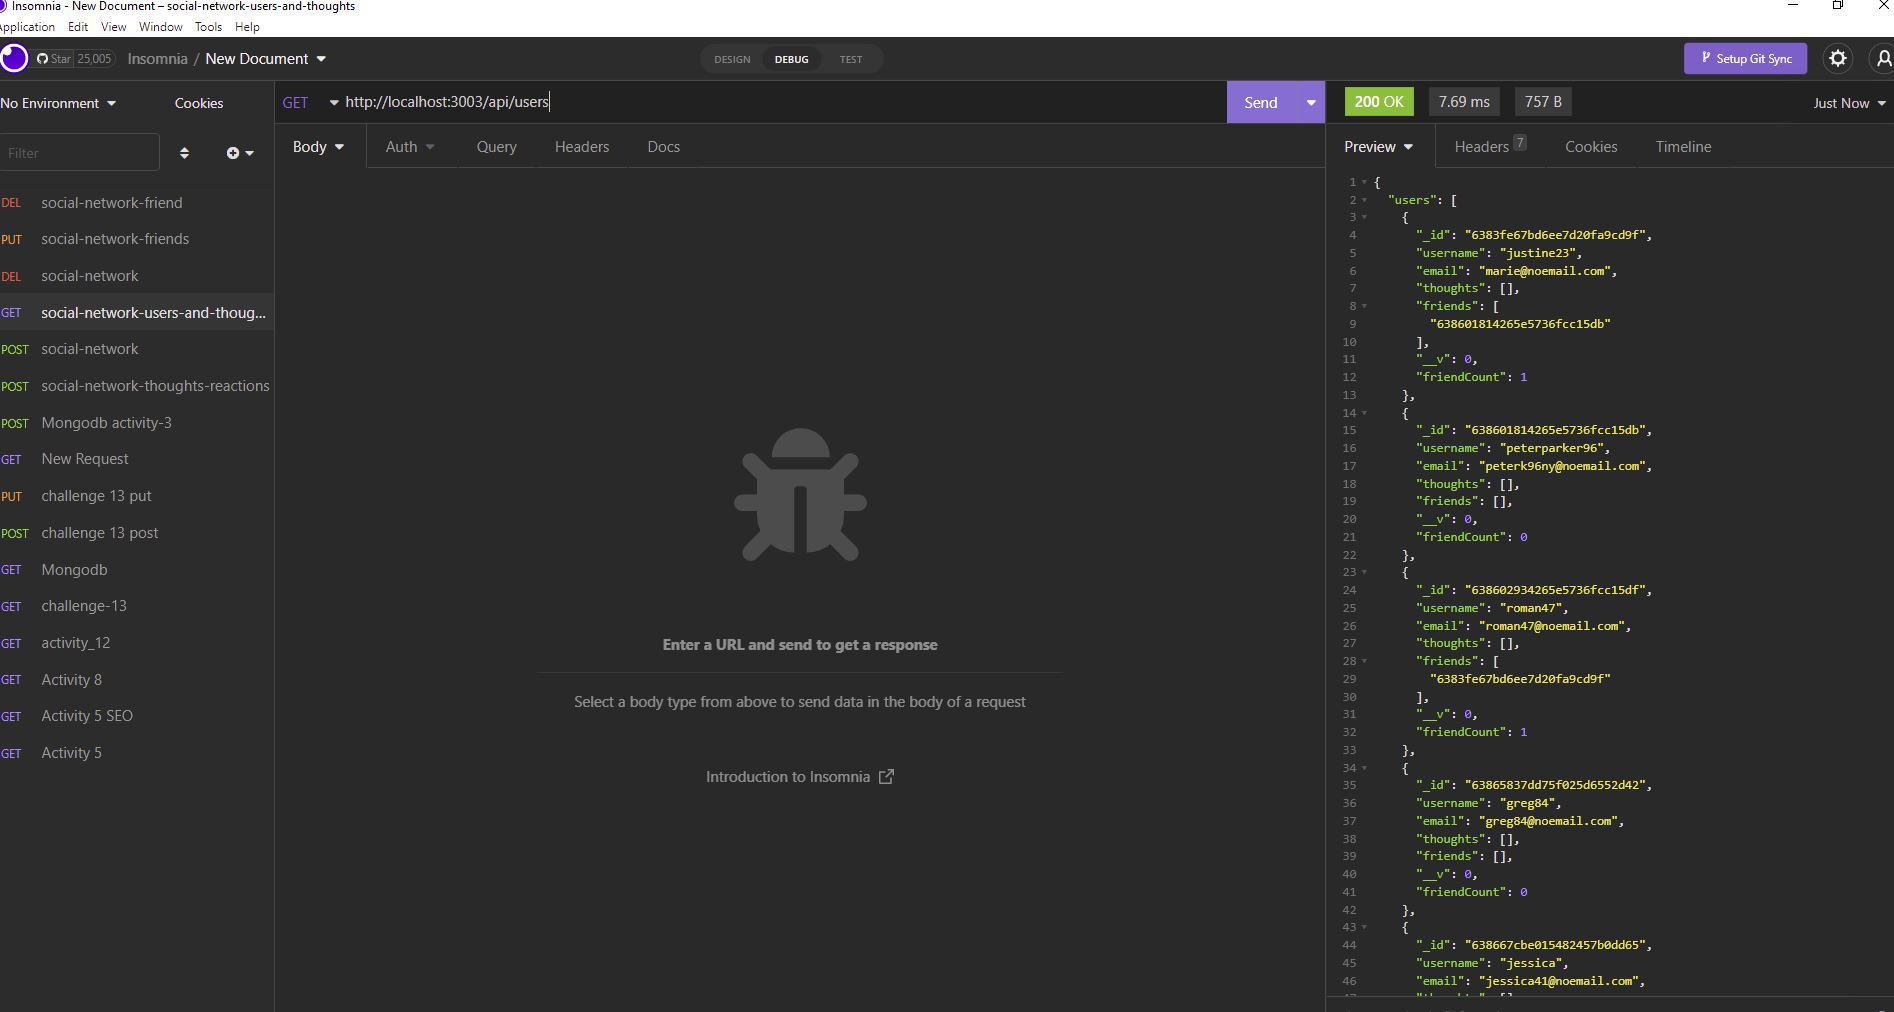 Insomnia - New Document – social-network-users-and-thoughts
Application Edit View Window Tools Help
Star 25,005 Insomnia / New Document
DESIGN DEBUG TEST
Setup Git Sync
No Environment Cookies
Filter
DEL social-network-friend
PUT social-network-friends
DEL social-network
GET social-network-users-and-thoug...
POST social-network
POST social-network-thoughts-reactions
POST Mongodb activity-3
GET New Request
PUT challenge 13 put
POST challenge 13 post
GET Mongodb
GET challenge-13
GET activity_12
GET Activity 8
GET Activity 5 SEO
GET Activity 5
GET http://localhost:3003/api/users
Send
Body Auth Query Headers Docs
Enter a URL and send to get a response
Select a body type from above to send data in the body of a request
Introduction to Insomnia
200 OK 7.69 ms 757 B Just Now
Preview Headers 7 Cookies Timeline
1 {
2 "users": [
3 {
4 "_id": "6383fe67bd6ee7d20fa9cd9f",
5 "username": "justine23",
6 "email": "marie@noemail.com",
7 "thoughts": [],
8 "friends": [
9 "638601814265e5736fcc15db"
10 ],
11 "__v": 0,
12 "friendCount": 1
13 },
14 {
15 "_id": "638601814265e5736fcc15db",
16 "username": "peterparker96",
17 "email": "peterk96ny@noemail.com",
18 "thoughts": [],
19 "friends": [],
20 "__v": 0,
21 "friendCount": 0
22 },
23 {
24 "_id": "638602934265e5736fcc15df",
25 "username": "roman47",
26 "email": "roman47@noemail.com",
27 "thoughts": [],
28 "friends": [
29 "6383fe67bd6ee7d20fa9cd9f"
30 ],
31 "__v": 0,
32 "friendCount": 1
33 },
34 {
35 "_id": "63865837dd75f025d6552d42",
36 "username": "greg84",
37 "email": "greg84@noemail.com",
38 "thoughts": [],
39 "friends": [],
40 "__v": 0,
41 "friendCount": 0
42 },
43 {
44 "_id": "638667cbe015482457b0dd65",
45 "username": "jessica",
46 "email": "jessica41@noemail.com",